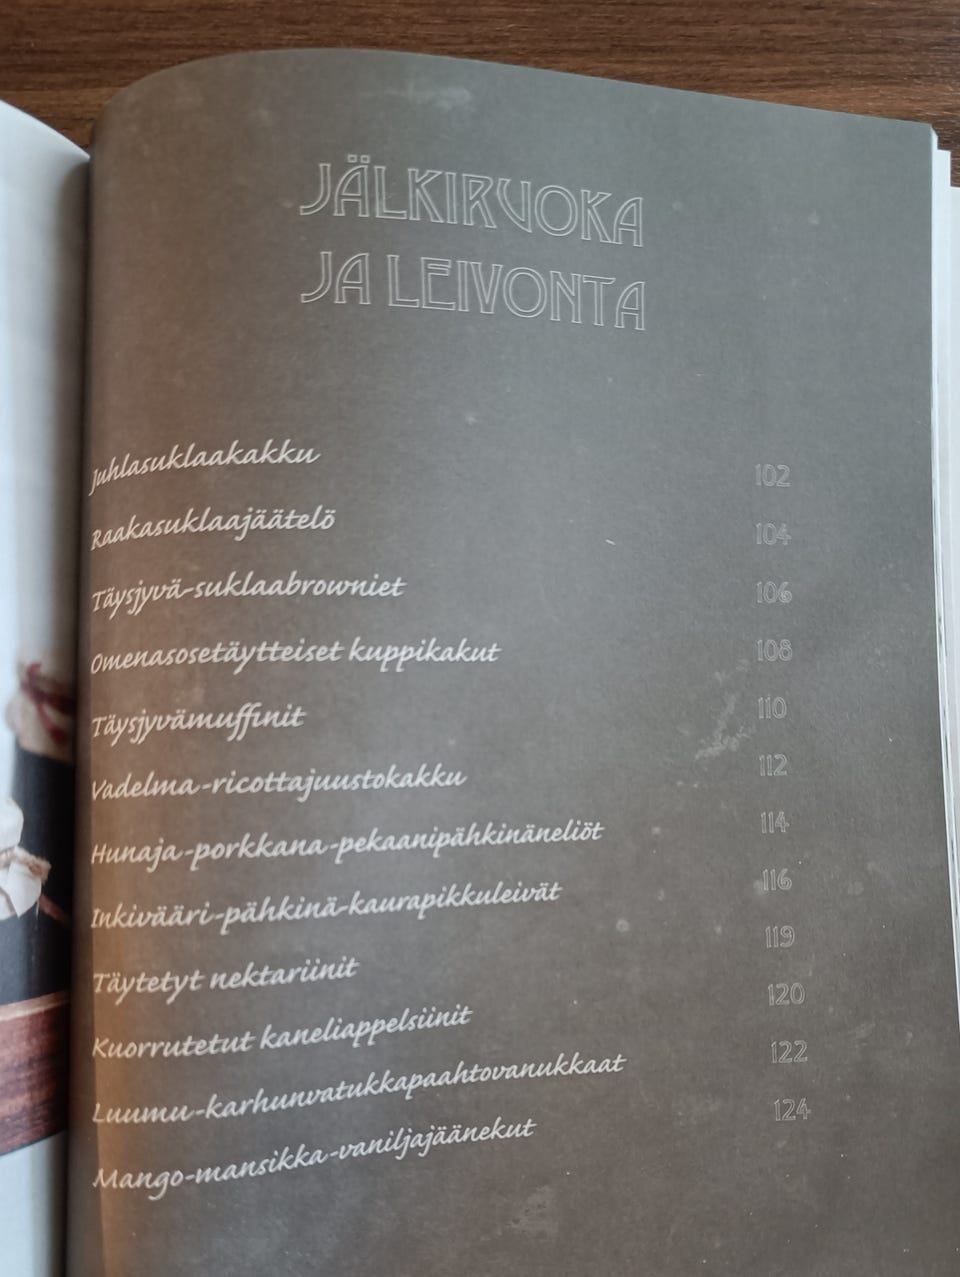 JÄLKIRUOKA
JA LEIVONTA
Juhlasuklaakakku 102
Raakasuklaajäätelö 104
Täysjyvä-suklaabrowniet 106
Omenasosetäytteiset kuppikakut 108
Täysjyvämuffinit 110
Vadelma-ricottajuustokakku 112
Hunaja-porkkana-pekaanipähkinäneliöt 114
Inkivääri-pähkinä-kaurapikkuleivät 116
Täytetyt nektariinit 119
Kuorrutetut kaneliappelsiinit 120
Luumu-karhunvatukkapaahtovanukkaat 122
Mango-mansikka-vaniljajäänekut 124